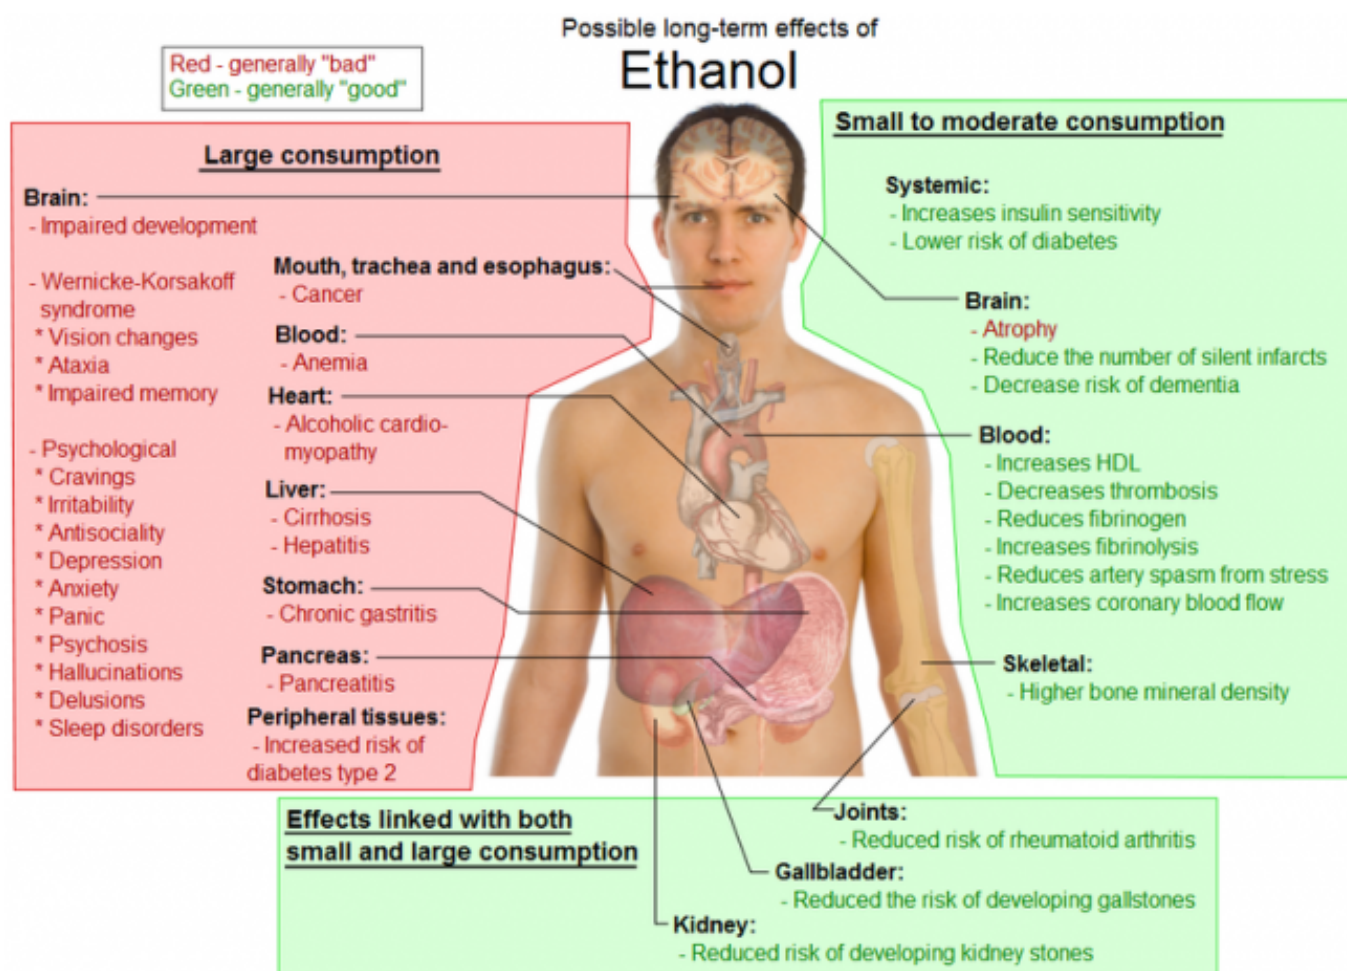 Possible long-term effects of
Ethanol
Red - generally "bad"
Green - generally "good"
Large consumption
Brain:
- Impaired development
- Wernicke-Korsakoff
syndrome
* Vision changes
* Ataxia
* Impaired memory
- Psychological
* Cravings
* Irritability
* Antisociality
* Depression
* Anxiety
* Panic
* Psychosis
* Hallucinations
* Delusions
* Sleep disorders
Mouth, trachea and esophagus:
- Cancer
Blood:
- Anemia
Heart:
- Alcoholic cardio-
myopathy
Liver:
- Cirrhosis
- Hepatitis
Stomach:
- Chronic gastritis
Pancreas:
- Pancreatitis
Peripheral tissues:
- Increased risk of
diabetes type 2
Small to moderate consumption
Systemic:
- Increases insulin sensitivity
- Lower risk of diabetes
Brain:
- Atrophy
- Reduce the number of silent infarcts
- Decrease risk of dementia
Blood:
- Increases HDL
- Decreases thrombosis
- Reduces fibrinogen
- Increases fibrinolysis
- Reduces artery spasm from stress
- Increases coronary blood flow
Skeletal:
- Higher bone mineral density
Effects linked with both
small and large consumption
Joints:
- Reduced risk of rheumatoid arthritis
Gallbladder:
- Reduced the risk of developing gallstones
Kidney:
- Reduced risk of developing kidney stones